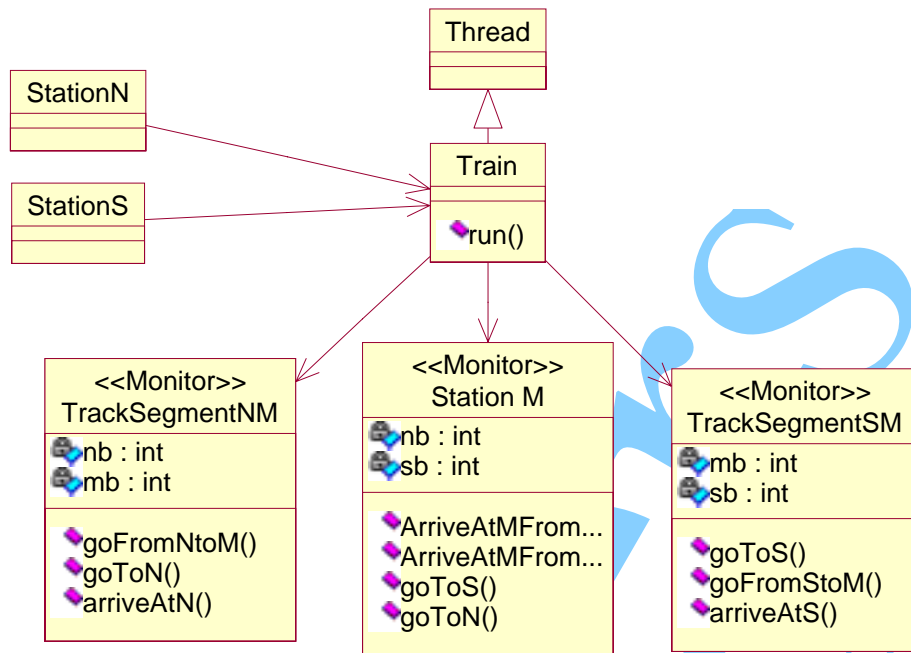 Thread
StationN
Train
StationS
run()
<<Monitor>>
TrackSegmentNM
nb : int
mb : int
goFromNtoM()
goToN()
arriveAtN()
<<Monitor>>
Station M
nb : int
sb : int
ArriveAtMFrom...
ArriveAtMFrom...
goToS()
goToN()
<<Monitor>>
TrackSegmentSM
mb : int
sb : int
goToS()
goFromStoM()
arriveAtS()